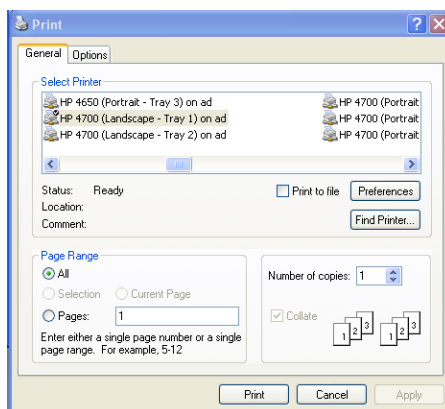 Print
General
Options
Select Printer
HP 4650 (Portrait - Tray 3) on ad
HP 4700 (Portrait
HP 4700 (Landscape - Tray 1) on ad
HP 4700 (Portrait
HP 4700 (Landscape - Tray 2) on ad
HP 4700 (Portrait
Status: Ready
Print to file
Preferences
Location:
Comment:
Find Printer...
Page Range
All
Number of copies: 1
Selection
Current Page
Pages: 1
Collate
1 2 3
1 2 3
Enter either a single page number or a single
page range. For example, 5-12
Print
Cancel
Apply